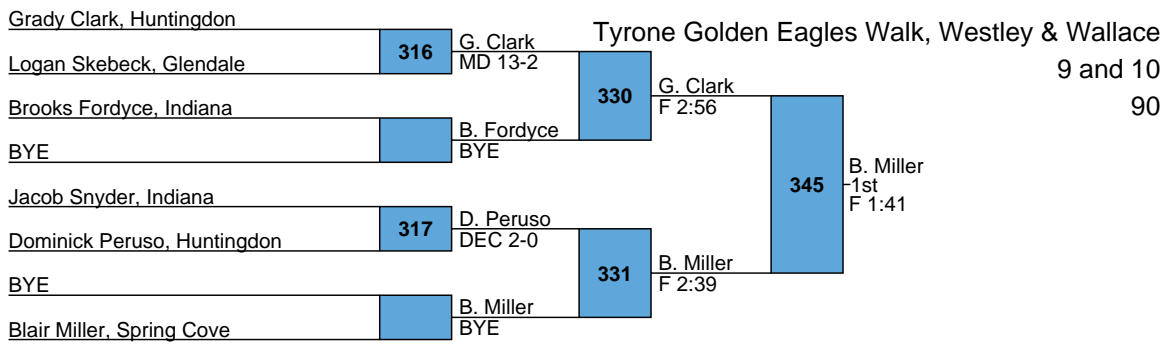 Tyrone Golden Eagles Walk, Westley & Wallace
9 and 10
90
Grady Clark, Huntingdon
Logan Skebeck, Glendale
Brooks Fordyce, Indiana
BYE
Jacob Snyder, Indiana
Dominick Peruso, Huntingdon
BYE
Blair Miller, Spring Cove
316
317
G. Clark
MD 13-2
B. Fordyce
BYE
D. Peruso
DEC 2-0
B. Miller
BYE
330
331
G. Clark
F 2:56
B. Miller
F 2:39
345
B. Miller
1st
F 1:41